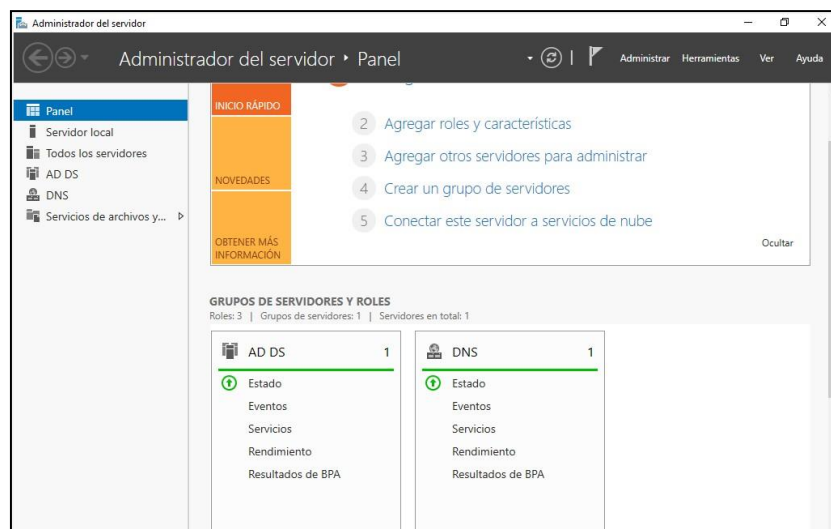 Administrador del servidor
Administrador del servidor ‣ Panel
Administrar Herramientas Ver Ayuda
Panel
Servidor local
Todos los servidores
AD DS
DNS
Servicios de archivos y...
INICIO RÁPIDO
NOVEDADES
OBTENER MÁS
INFORMACIÓN
2 Agregar roles y características
3 Agregar otros servidores para administrar
4 Crear un grupo de servidores
5 Conectar este servidor a servicios de nube
Ocultar
GRUPOS DE SERVIDORES Y ROLES
Roles: 3 | Grupos de servidores: 1 | Servidores en total: 1
AD DS 1
Estado
Eventos
Servicios
Rendimiento
Resultados de BPA
DNS 1
Estado
Eventos
Servicios
Rendimiento
Resultados de BPA